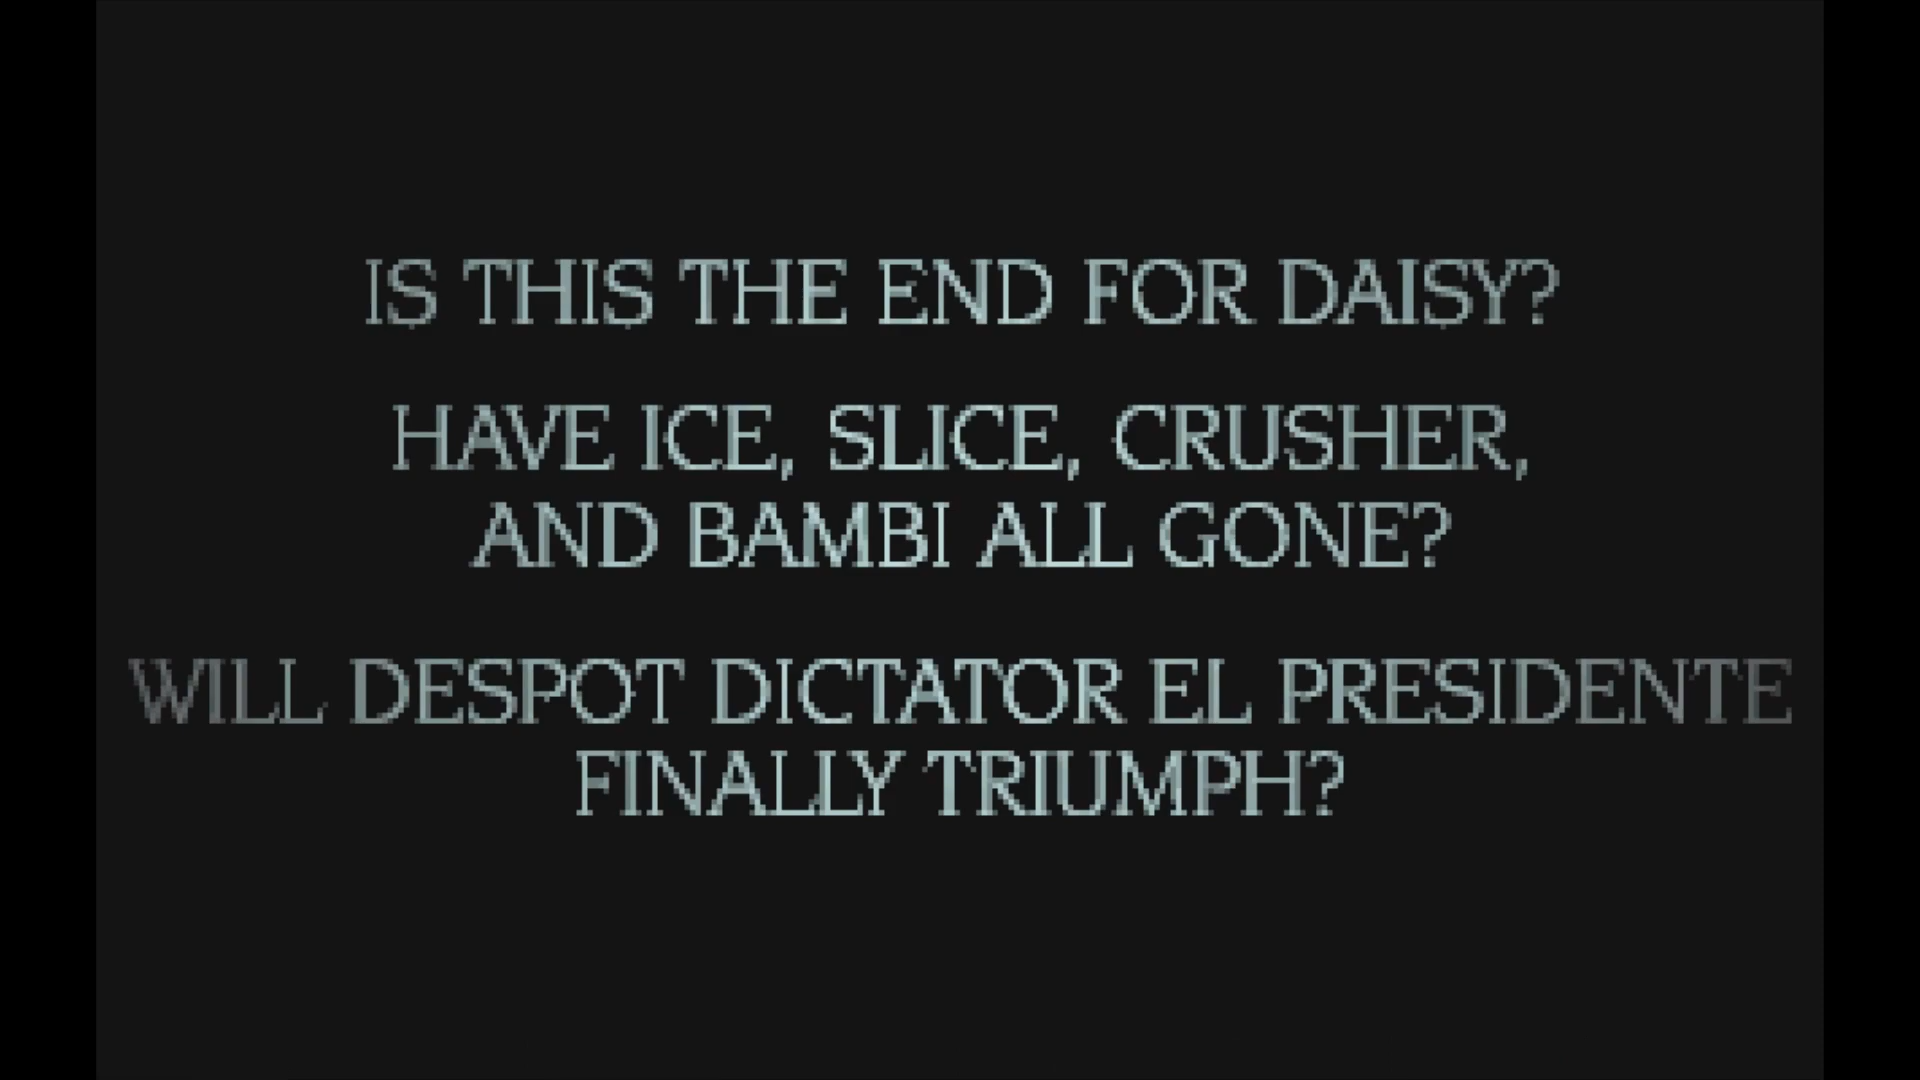 IS THIS THE END FOR DAISY?
HAVE ICE, SLICE, CRUSHER,
AND BAMBI ALL GONE?
WILL DESPOT DICTATOR EL PRESIDENTE
FINALLY TRIUMPH?